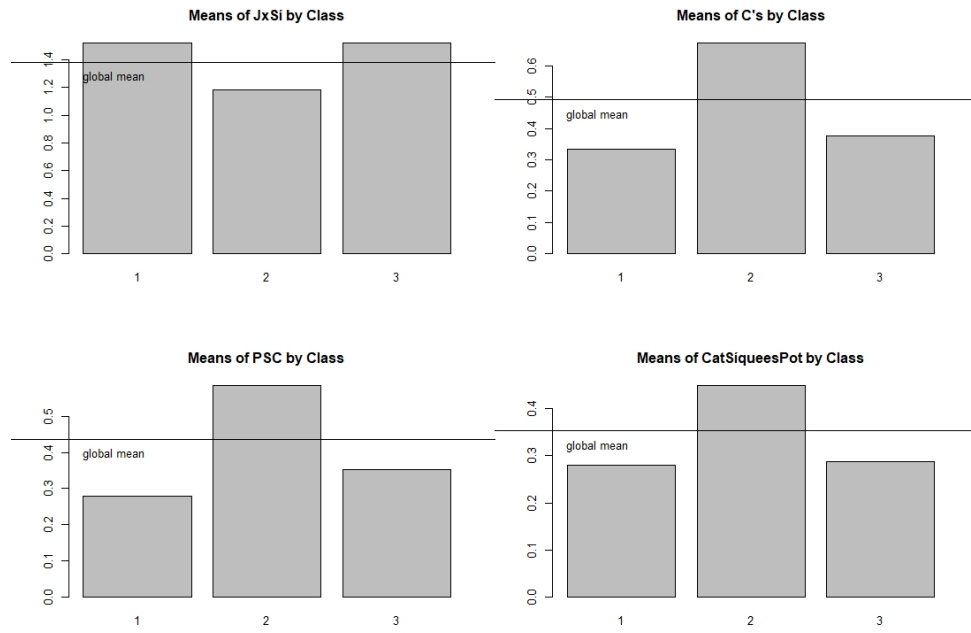 Means of JxSi by Class
1.4
1.2
1.0
0.8
0.6
0.4
0.2
0.0
global mean
1 2 3
Means of C's by Class
0.6
0.5
0.4
0.3
0.2
0.1
0.0
global mean
1 2 3
Means of PSC by Class
0.5
0.4
0.3
0.2
0.1
0.0
global mean
1 2 3
Means of CatSiqueesPot by Class
0.4
0.3
0.2
0.1
0.0
global mean
1 2 3